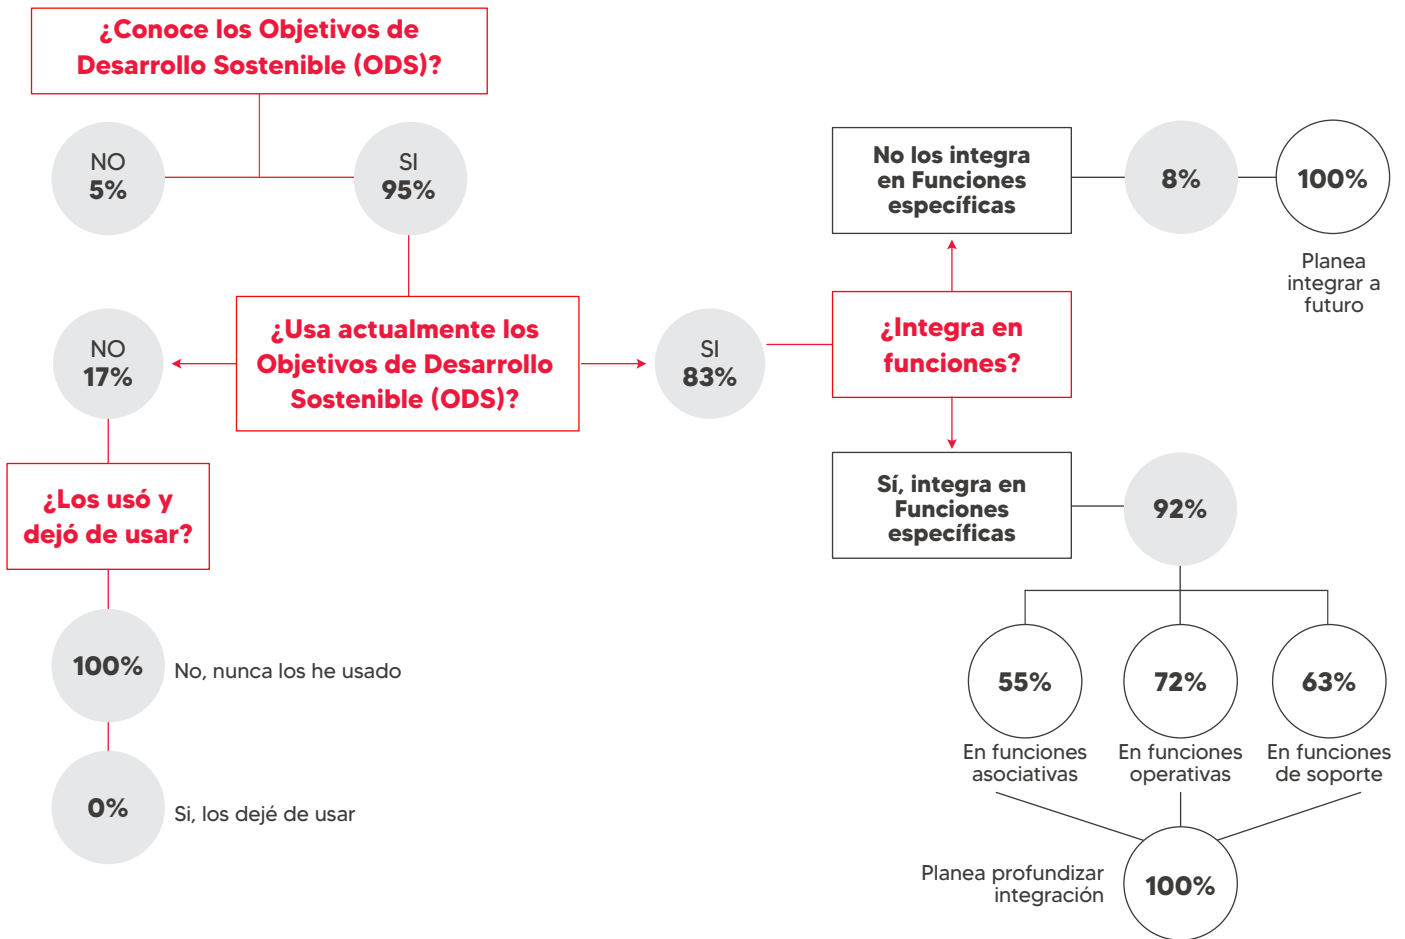 ¿Conoce los Objetivos de
Desarrollo Sostenible (ODS)?
NO
5%
SI
95%
¿Usa actualmente los
Objetivos de Desarrollo
Sostenible (ODS)?
NO
17%
SI
83%
¿Los usó y
dejó de usar?
100%
No, nunca los he usado
0%
Si, los dejé de usar
¿Integra en
funciones?
No los integra
en Funciones
específicas
8%
100%
Planea
integrar a
futuro
Sí, integra en
Funciones
específicas
92%
55%
En funciones
asociativas
72%
En funciones
operativas
63%
En funciones
de soporte
Planea profundizar
integración
100%